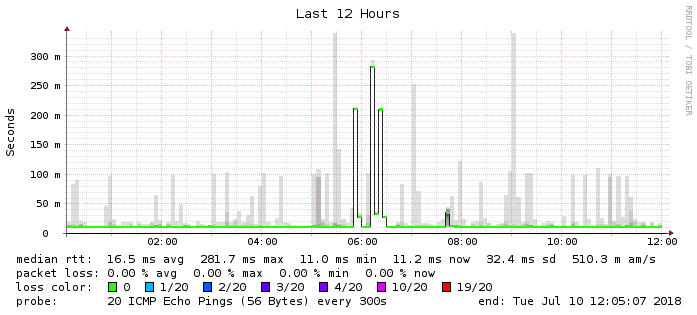 Last 12 Hours
RRDTOOL / TOBI OETIKER
Seconds
300 m
250 m
200 m
150 m
100 m
50 m
0
02:00 04:00 06:00 08:00 10:00 12:00
median rtt: 16.5 ms avg 281.7 ms max 11.0 ms min 11.2 ms now 32.4 ms sd 510.3 m am/s
packet loss: 0.00 % avg 0.00 % max 0.00 % min 0.00 % now
loss color: 0 1/20 2/20 3/20 4/20 10/20 19/20
probe: 20 ICMP Echo Pings (56 Bytes) every 300s end: Tue Jul 10 12:05:07 2018